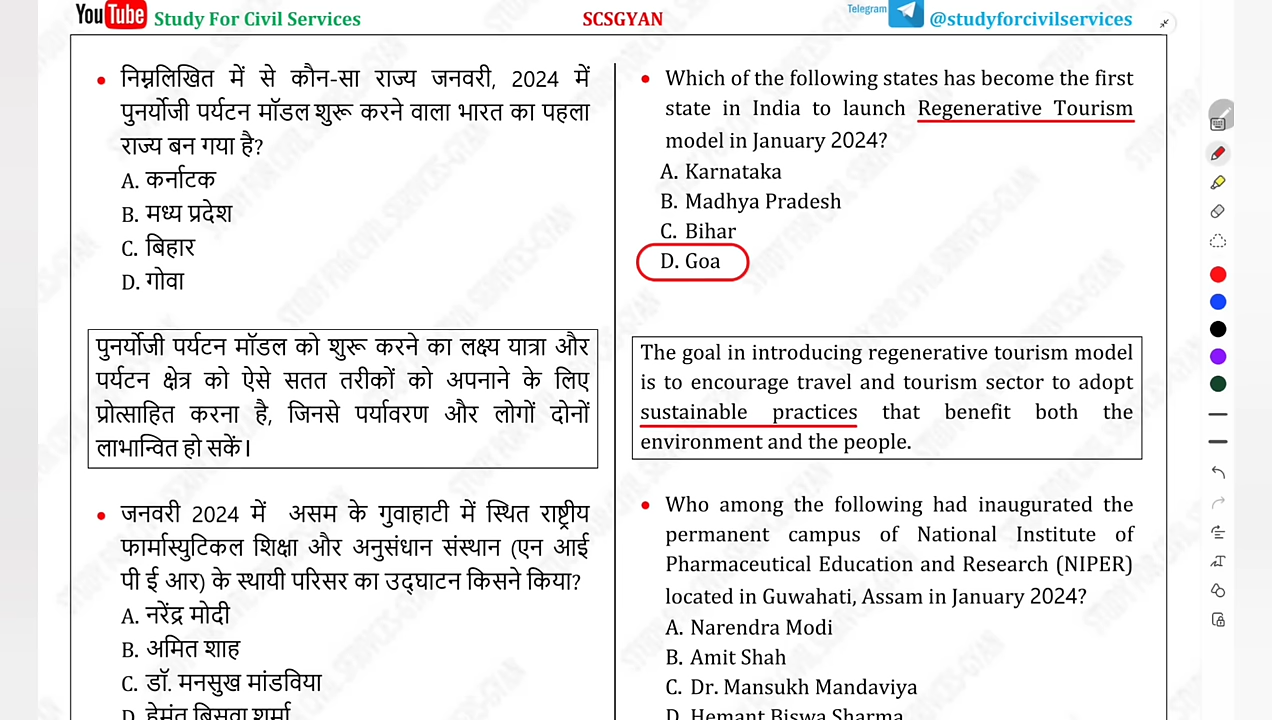 YouTube Study For Civil Services
SCSGYAN
Telegram @studyforcivilservices
निम्नलिखित में से कौन-सा राज्य जनवरी, 2024 में
पुनर्योजी पर्यटन मॉडल शुरू करने वाला भारत का पहला
राज्य बन गया है?
A. कर्नाटक
B. मध्य प्रदेश
C. बिहार
D. गोवा
पुनर्योजी पर्यटन मॉडल को शुरू करने का लक्ष्य यात्रा और
पर्यटन क्षेत्र को ऐसे सतत तरीकों को अपनाने के लिए
प्रोत्साहित करना है, जिनसे पर्यावरण और लोगों दोनों
लाभान्वित हो सकें।
जनवरी 2024 में असम के गुवाहाटी में स्थित राष्ट्रीय
फार्मास्युटिकल शिक्षा और अनुसंधान संस्थान (एन आई
पी ई आर) के स्थायी परिसर का उद्घाटन किसने किया?
A. नरेंद्र मोदी
B. अमित शाह
C. डॉ. मनसुख मांडविया
D. हेमंत बिसवा शर्मा
Which of the following states has become the first
state in India to launch Regenerative Tourism
model in January 2024?
A. Karnataka
B. Madhya Pradesh
C. Bihar
D. Goa
The goal in introducing regenerative tourism model
is to encourage travel and tourism sector to adopt
sustainable practices that benefit both the
environment and the people.
Who among the following had inaugurated the
permanent campus of National Institute of
Pharmaceutical Education and Research (NIPER)
located in Guwahati, Assam in January 2024?
A. Narendra Modi
B. Amit Shah
C. Dr. Mansukh Mandaviya
D. Hemant Biswa Sharma